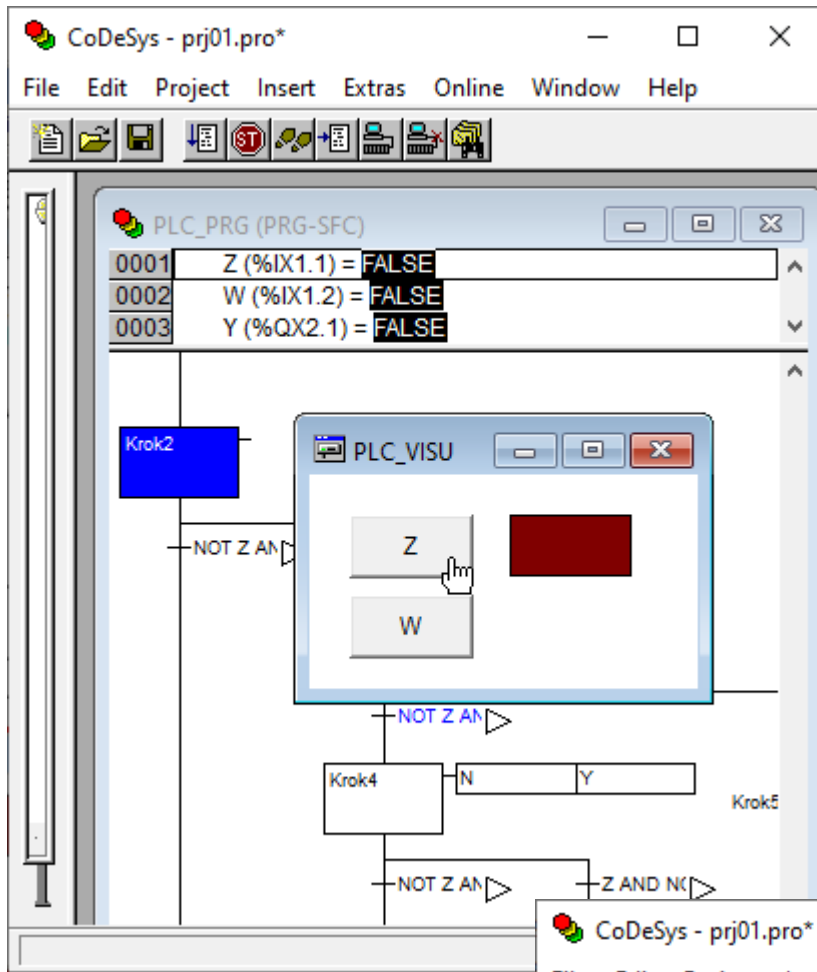 CoDeSys - prj01.pro*
File Edit Project Insert Extras Online Window Help
ST
PLC_PRG (PRG-SFC)
0001 Z (%IX1.1) = FALSE
0002 W (%IX1.2) = FALSE
0003 Y (%QX2.1) = FALSE
Krok2
PLC_VISU
NOT Z AN
Z
W
NOT Z AN
Krok4 N Y
Krok5
NOT Z AN Z AND N
CoDeSys - prj01.pro*